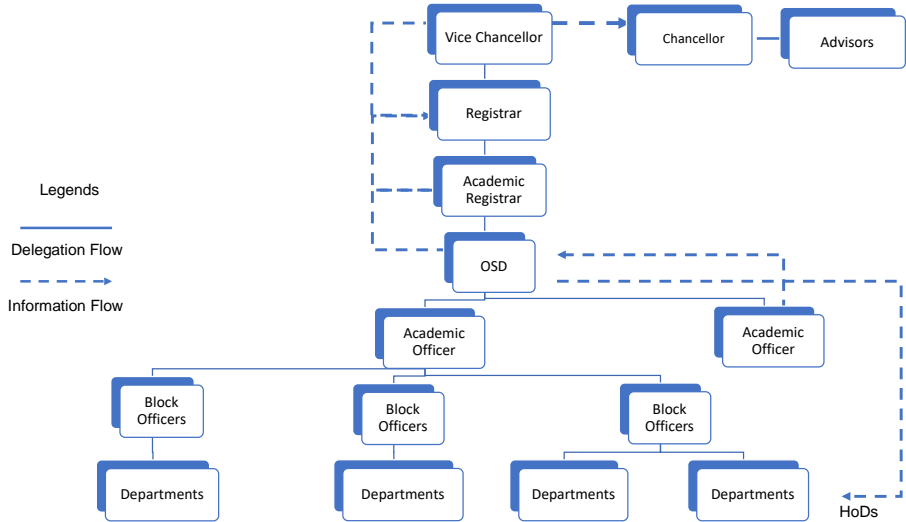 Vice Chancellor
Chancellor
Advisors
Registrar
Academic
Registrar
Legends
Delegation Flow
Information Flow
OSD
Academic
Officer
Academic
Officer
Block
Officers
Block
Officers
Block
Officers
Departments
Departments
Departments
Departments
HoDs